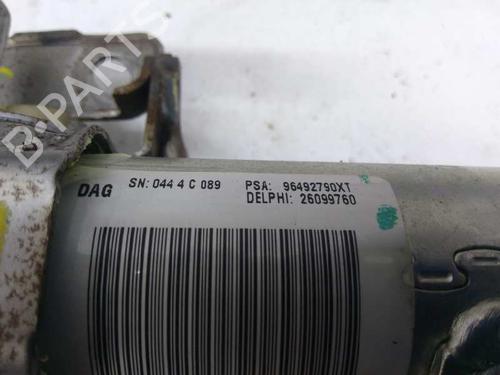 B-PARTS
DAG SN: 044 4 C 089 PSA: 96492790XT
DELPHI: 26099760